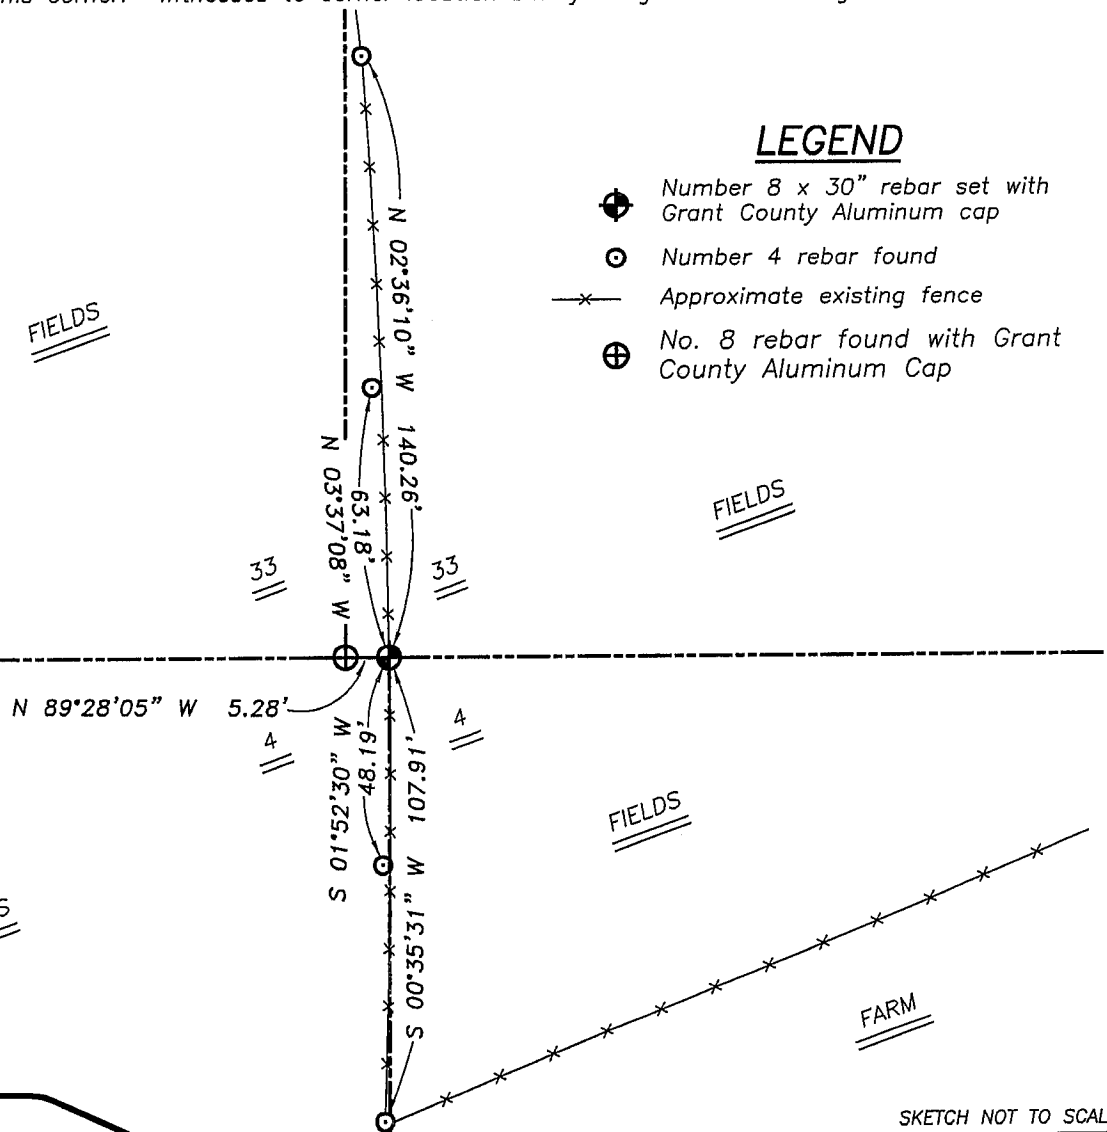 LEGEND
Number 8 x 30" rebar set with
Grant County Aluminum cap
Number 4 rebar found
Approximate existing fence
No. 8 rebar found with Grant
County Aluminum Cap
FIELDS
N 02°36'10" W 140.26'
N 03°37'08" W 63.18'
FIELDS
33
33
N 89°28'05" W 5.28'
4
4
S 01°52'30" W 48.19'
S 00°35'31" W 107.91'
FIELDS
FARM
SKETCH NOT TO SCAL